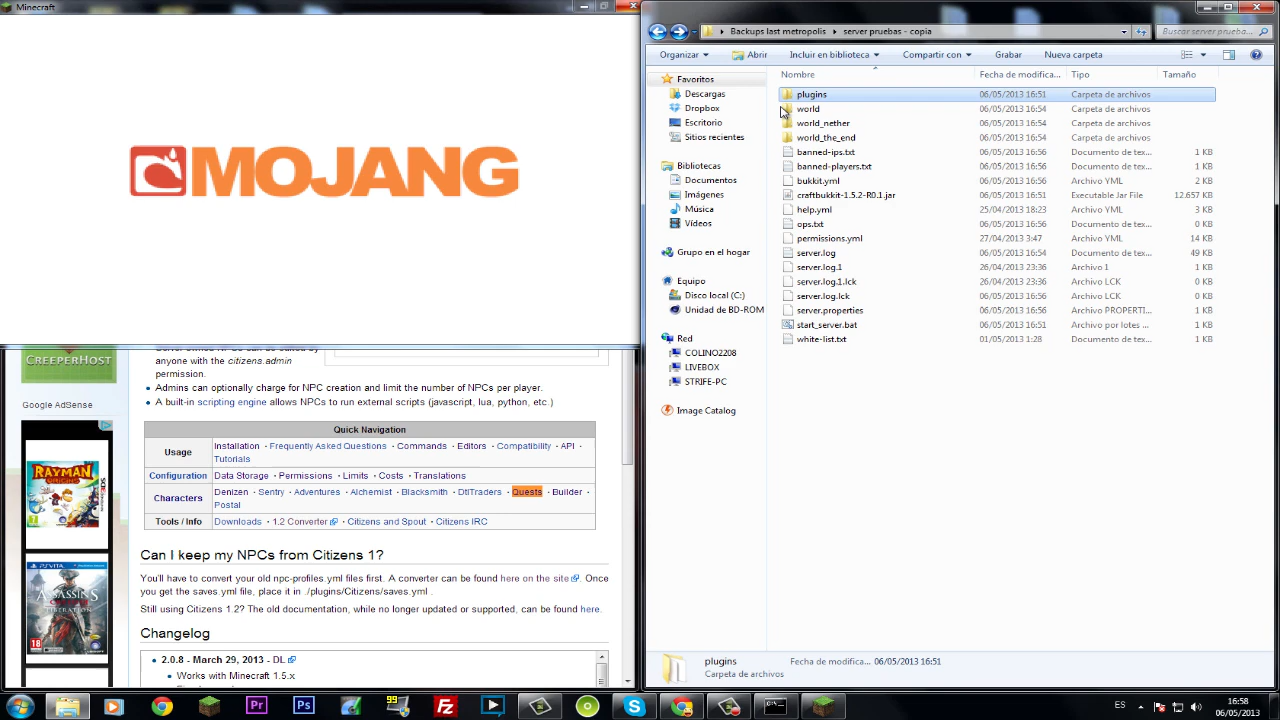 Minecraft
MOJANG
CREEPERHOST
Google AdSense
RAYMAN
anyone with the citizens.admin
permission.
Admins can optionally charge for NPC creation and limit the number of NPCs per player.
A built-in scripting engine allows NPCs to run external scripts (javascript, lua, python, etc.)
Quick Navigation
Usage
Installation · Frequently Asked Questions · Commands · Editors · Compatibility · API ·
Tutorials
Configuration
Data Storage · Permissions · Limits · Costs · Translations
Characters
Denizen · Sentry · Adventures · Alchemist · Blacksmith · DtlTraders · Quests · Builder ·
Postal
Tools / Info
Downloads · 1.2 Converter · Citizens and Spout · Citizens IRC
Can I keep my NPCs from Citizens 1?
You'll have to convert your old npc-profiles.yml files first. A converter can be found here on the site. Once
you get the saves.yml file, place it in ./plugins/Citizens/saves.yml .
Still using Citizens 1.2? The old documentation, while no longer updated or supported, can be found here.
Changelog
2.0.8 - March 29, 2013 - DL
Works with Minecraft 1.5.x
Backups last metropolis
server pruebas - copia
Buscar server prueba...
Organizar
Abrir
Incluir en biblioteca
Compartir con
Grabar
Nueva carpeta
Favoritos
Descargas
Dropbox
Escritorio
Sitios recientes
Bibliotecas
Documentos
Imágenes
Música
Vídeos
Grupo en el hogar
Equipo
Disco local (C:)
Unidad de BD-ROM
Red
COLINO2208
LIVEBOX
STRIFE-PC
Image Catalog
Nombre Fecha de modifica... Tipo Tamaño
plugins 06/05/2013 16:51 Carpeta de archivos
world 06/05/2013 16:54 Carpeta de archivos
world_nether 06/05/2013 16:54 Carpeta de archivos
world_the_end 06/05/2013 16:54 Carpeta de archivos
banned-ips.txt 06/05/2013 16:56 Documento de tex... 1 KB
banned-players.txt 06/05/2013 16:56 Documento de tex... 1 KB
bukkit.yml 06/05/2013 16:56 Archivo YML 2 KB
craftbukkit-1.5.2-R0.1.jar 06/05/2013 16:51 Executable Jar File 12.657 KB
help.yml 25/04/2013 18:23 Archivo YML 3 KB
ops.txt 06/05/2013 16:56 Documento de tex... 1 KB
permissions.yml 27/04/2013 3:47 Archivo YML 14 KB
server.log 06/05/2013 16:54 Documento de tex... 49 KB
server.log.1 26/04/2013 23:36 Archivo 1 1 KB
server.log.1.lck 26/04/2013 23:36 Archivo LCK 0 KB
server.log.lck 06/05/2013 16:56 Archivo LCK 0 KB
server.properties 06/05/2013 16:56 Archivo PROPERTI... 1 KB
start_server.bat 06/05/2013 16:51 Archivo por lotes ... 1 KB
white-list.txt 01/05/2013 1:28 Documento de tex... 1 KB
plugins Fecha de modifica... 06/05/2013 16:51
Carpeta de archivos
Pr
Ps
99
Fz
ES
16:58
06/05/2013